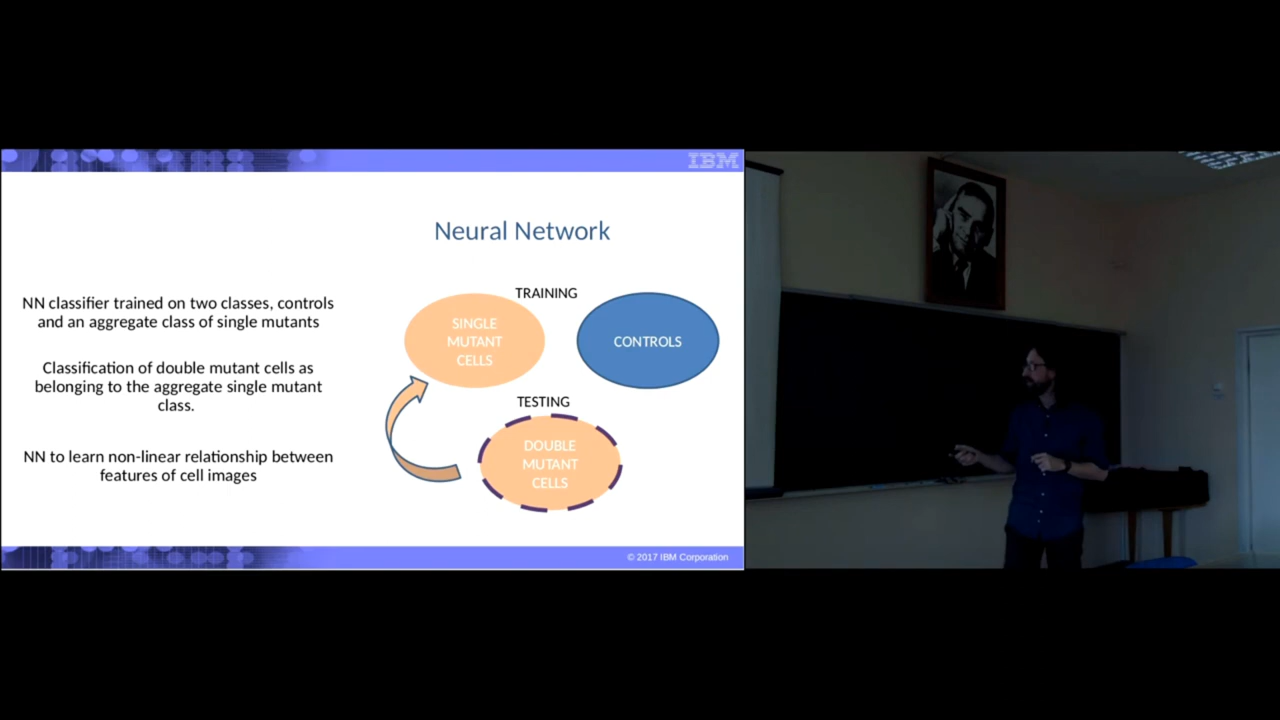 IBM
Neural Network
NN classifier trained on two classes, controls
and an aggregate class of single mutants
Classification of double mutant cells as
belonging to the aggregate single mutant
class.
NN to learn non-linear relationship between
features of cell images
TRAINING
SINGLE
MUTANT
CELLS
CONTROLS
TESTING
DOUBLE
MUTANT
CELLS
© 2017 IBM Corporation